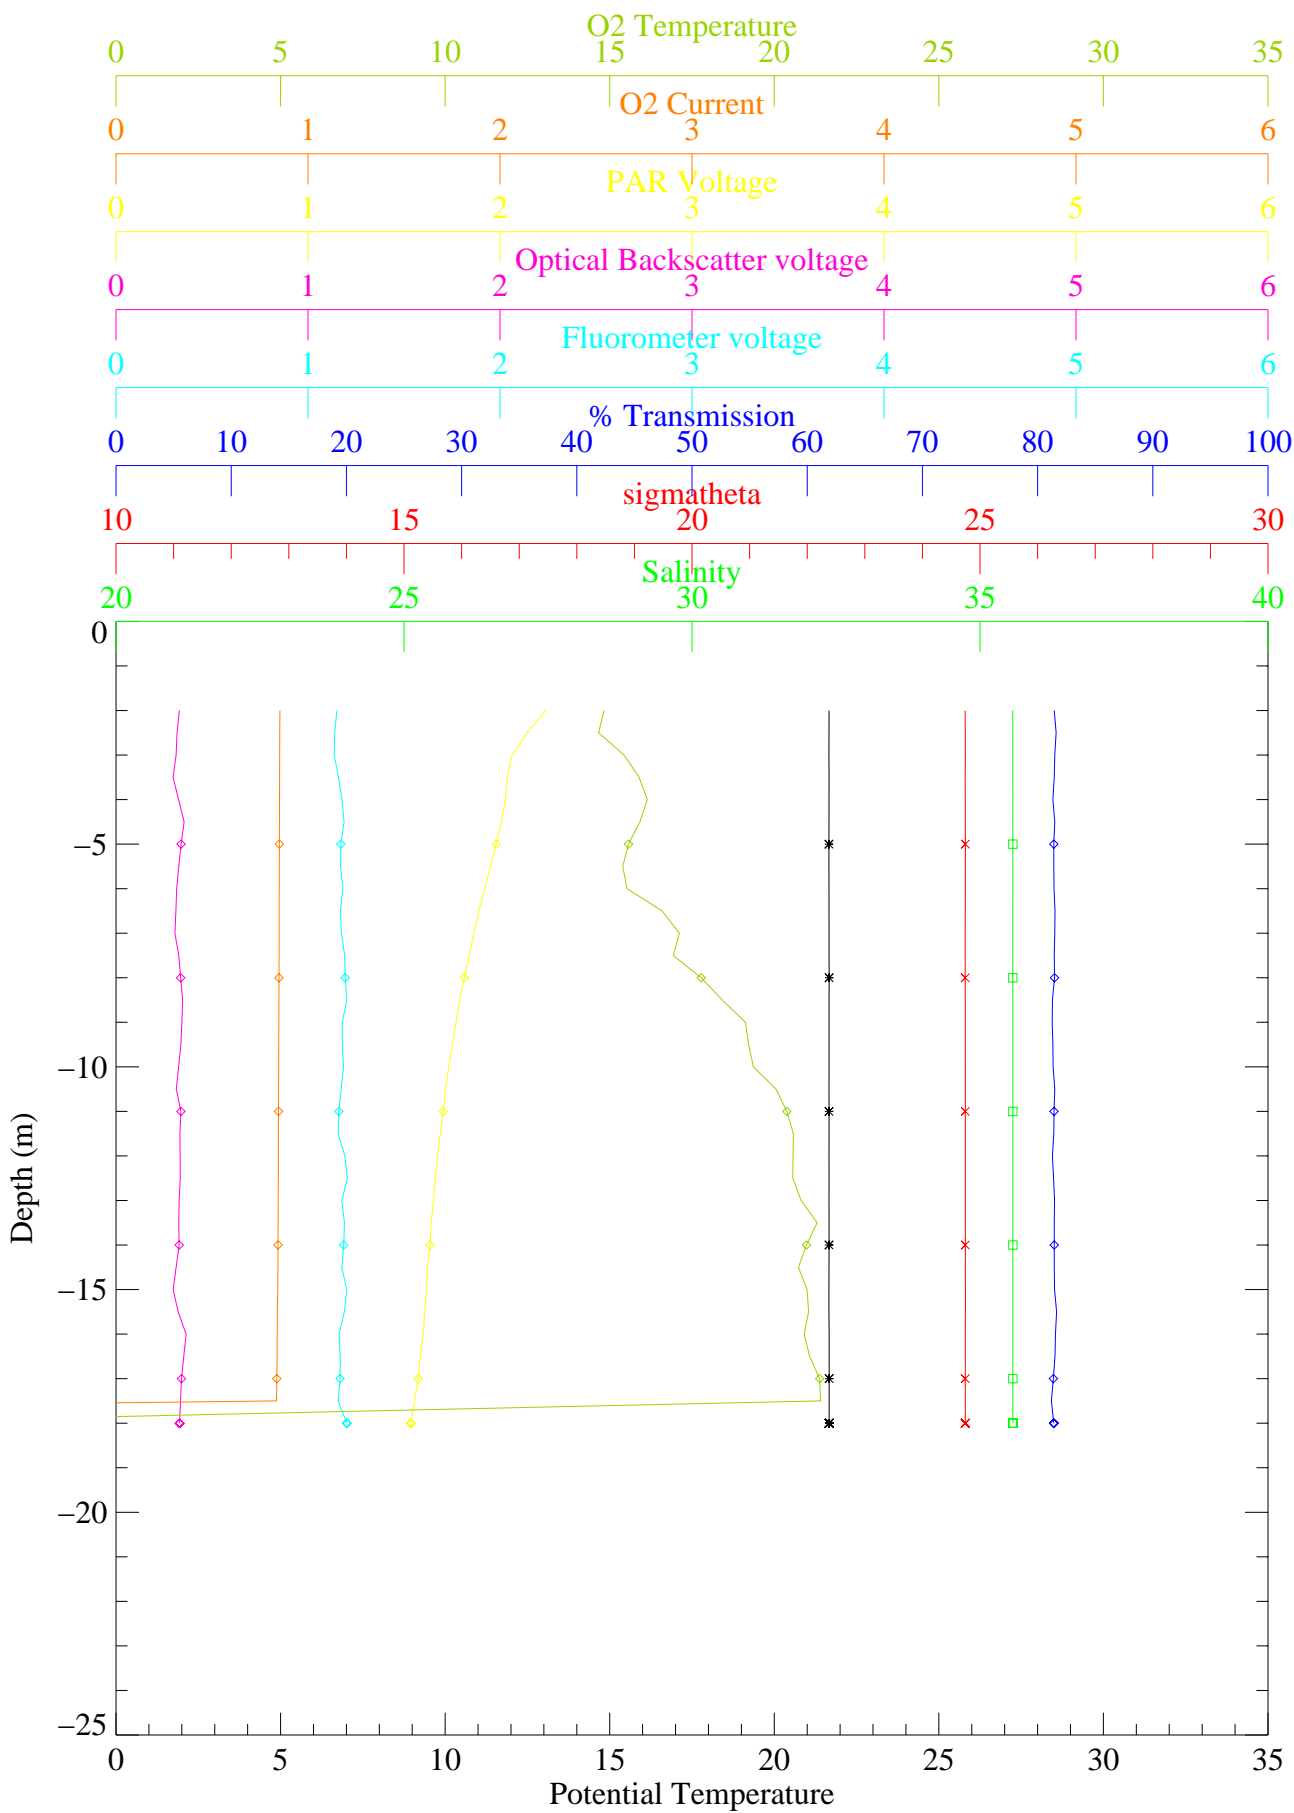 O2 Temperature
0 5 10 15 20 25 30 35
O2 Current
0 1 2 3 4 5 6
PAR Voltage
0 1 2 3 4 5 6
Optical Backscatter voltage
0 1 2 3 4 5 6
Fluorometer voltage
0 1 2 3 4 5 6
% Transmission
0 10 20 30 40 50 60 70 80 90 100
sigmatheta
10 15 20 25 30
Salinity
20 25 30 35 40
0
−5
−10
−15
−20
−25
Depth (m)
0 5 10 15 20 25 30 35
Potential Temperature